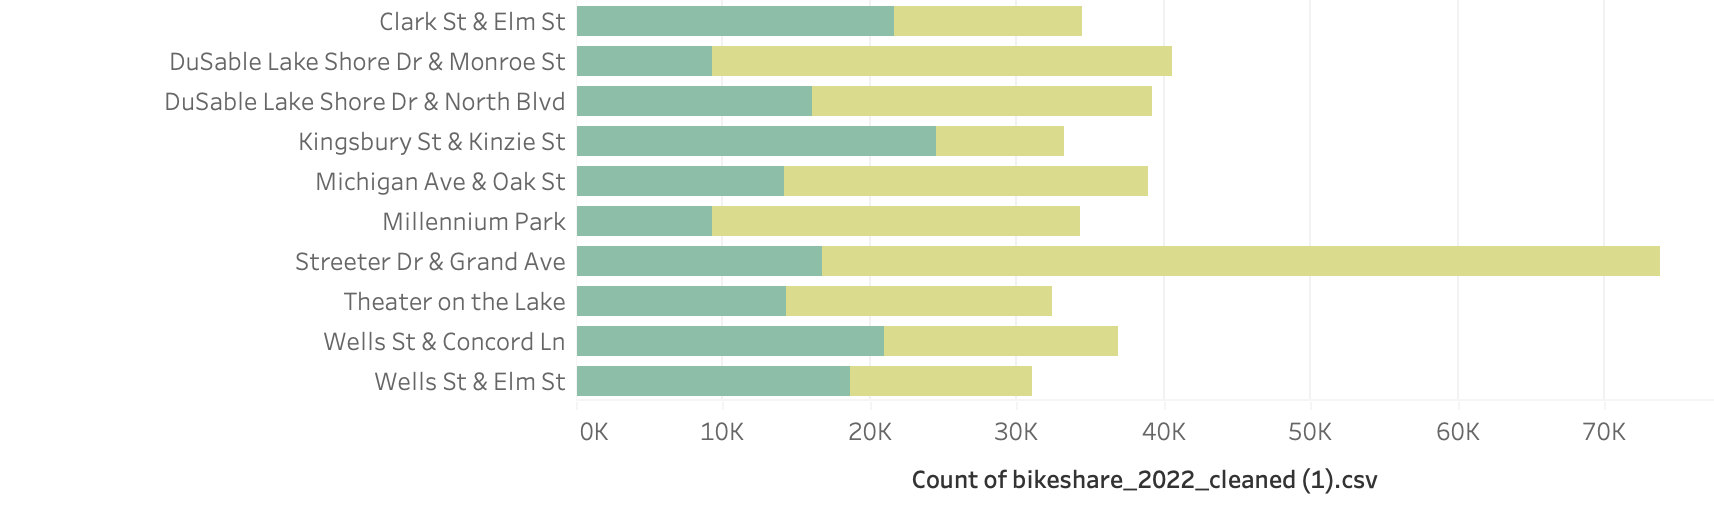 Clark St & Elm St
DuSable Lake Shore Dr & Monroe St
DuSable Lake Shore Dr & North Blvd
Kingsbury St & Kinzie St
Michigan Ave & Oak St
Millennium Park
Streeter Dr & Grand Ave
Theater on the Lake
Wells St & Concord Ln
Wells St & Elm St
0K 10K 20K 30K 40K 50K 60K 70K
Count of bikeshare_2022_cleaned (1).csv